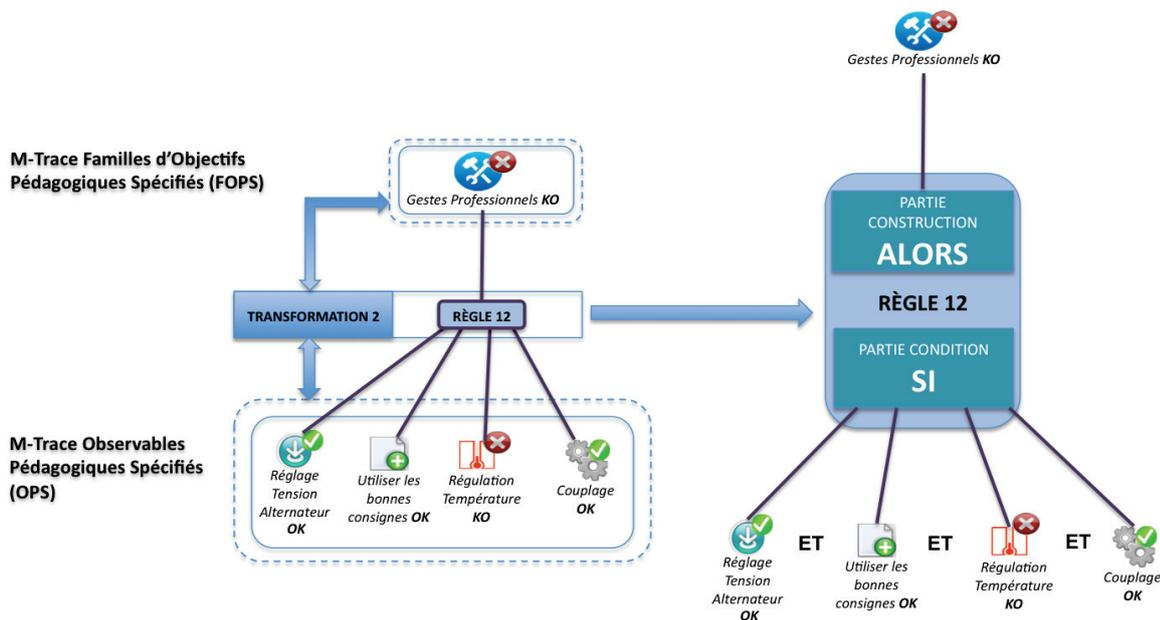 M-Trace Familles d'Objectifs
Pédagogiques Spécifiés (FOPS)
Gestes Professionnels KO
TRANSFORMATION 2
RÈGLE 12
M-Trace Observables
Pédagogiques Spécifiés
(OPS)
Réglage
Tension
Alternateur
OK
Utiliser les
bonnes
consignes OK
Régulation
Température
KO
Couplage
OK
Gestes Professionnels KO
PARTIE
CONSTRUCTION
ALORS
RÈGLE 12
PARTIE CONDITION
SI
Réglage
Tension
Alternateur
OK
ET
Utiliser les
bonnes
consignes OK
ET
Régulation
Température
KO
ET
Couplage
OK